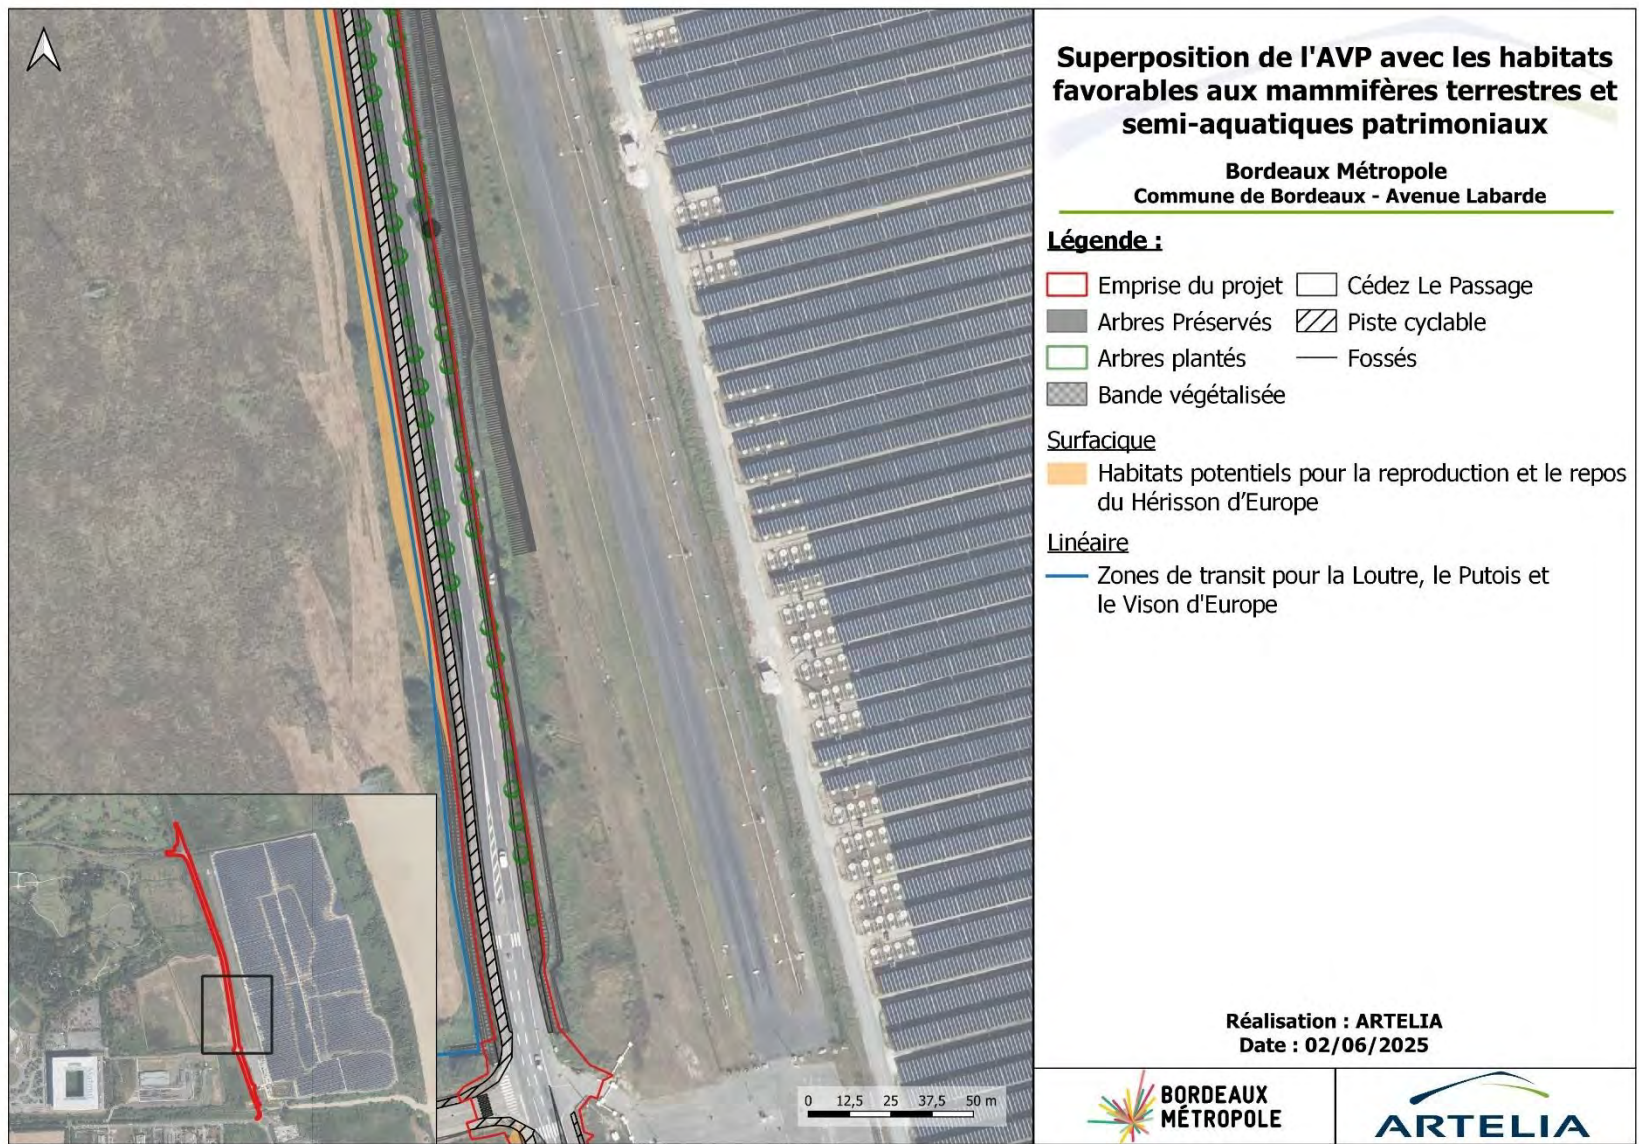 Superposition de l'AVP avec les habitats
favorables aux mammifères terrestres et
semi-aquatiques patrimoniaux
Bordeaux Métropole
Commune de Bordeaux - Avenue Labarde
Légende :
Emprise du projet
Cédez Le Passage
Arbres Préservés
Piste cyclable
Arbres plantés
Fossés
Bande végétalisée
Surfacique
Habitats potentiels pour la reproduction et le repos
du Hérisson d’Europe
Linéaire
Zones de transit pour la Loutre, le Putois et
le Vison d'Europe
Réalisation : ARTELIA
Date : 02/06/2025
0 12,5 25 37,5 50 m
BORDEAUX
MÉTROPOLE
ARTELIA